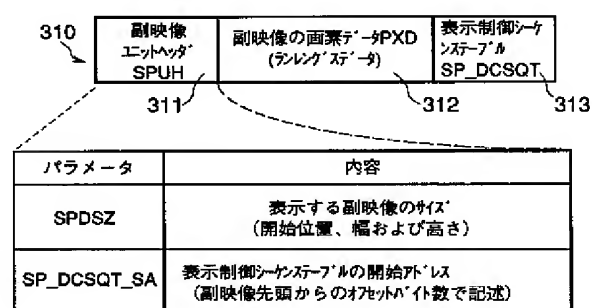 310
副映像
ユニットヘッダ
SPUH
副映像の画素データPXD
(ランレングスデータ)
表示制御シーケ
ンステーブル
SP_DCSQT
311
312
313
パラメータ
内容
SPDSZ
表示する副映像のサイズ
(開始位置、幅および高さ)
SP_DCSQT_SA
表示制御シーケンステーブルの開始アドレス
(副映像先頭からのオフセットバイト数で記述)